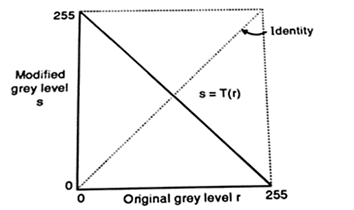 255
Identity
Modified
grey level
s
s = T(r)
0
0
Original grey level r
255